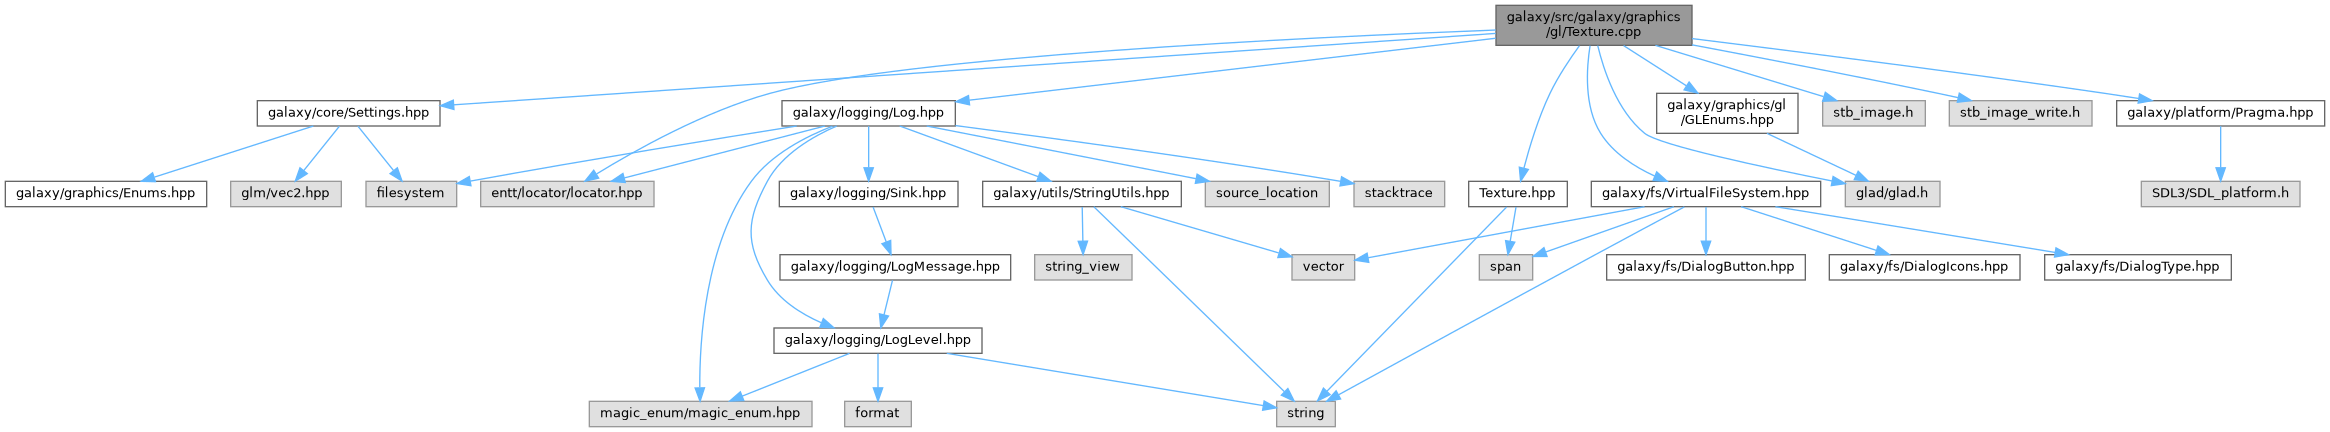 galaxy/src/galaxy/graphics
/gl/Texture.cpp
galaxy/core/Settings.hpp
galaxy/logging/Log.hpp
galaxy/graphics/gl
/GLEnums.hpp
stb_image.h
stb_image_write.h
galaxy/platform/Pragma.hpp
galaxy/graphics/Enums.hpp
glm/vec2.hpp
filesystem
entt/locator/locator.hpp
galaxy/logging/Sink.hpp
galaxy/utils/StringUtils.hpp
source_location
stacktrace
Texture.hpp
galaxy/fs/VirtualFileSystem.hpp
glad/glad.h
SDL3/SDL_platform.h
galaxy/logging/LogMessage.hpp
string_view
vector
span
galaxy/fs/DialogButton.hpp
galaxy/fs/DialogIcons.hpp
galaxy/fs/DialogType.hpp
galaxy/logging/LogLevel.hpp
magic_enum/magic_enum.hpp
format
string